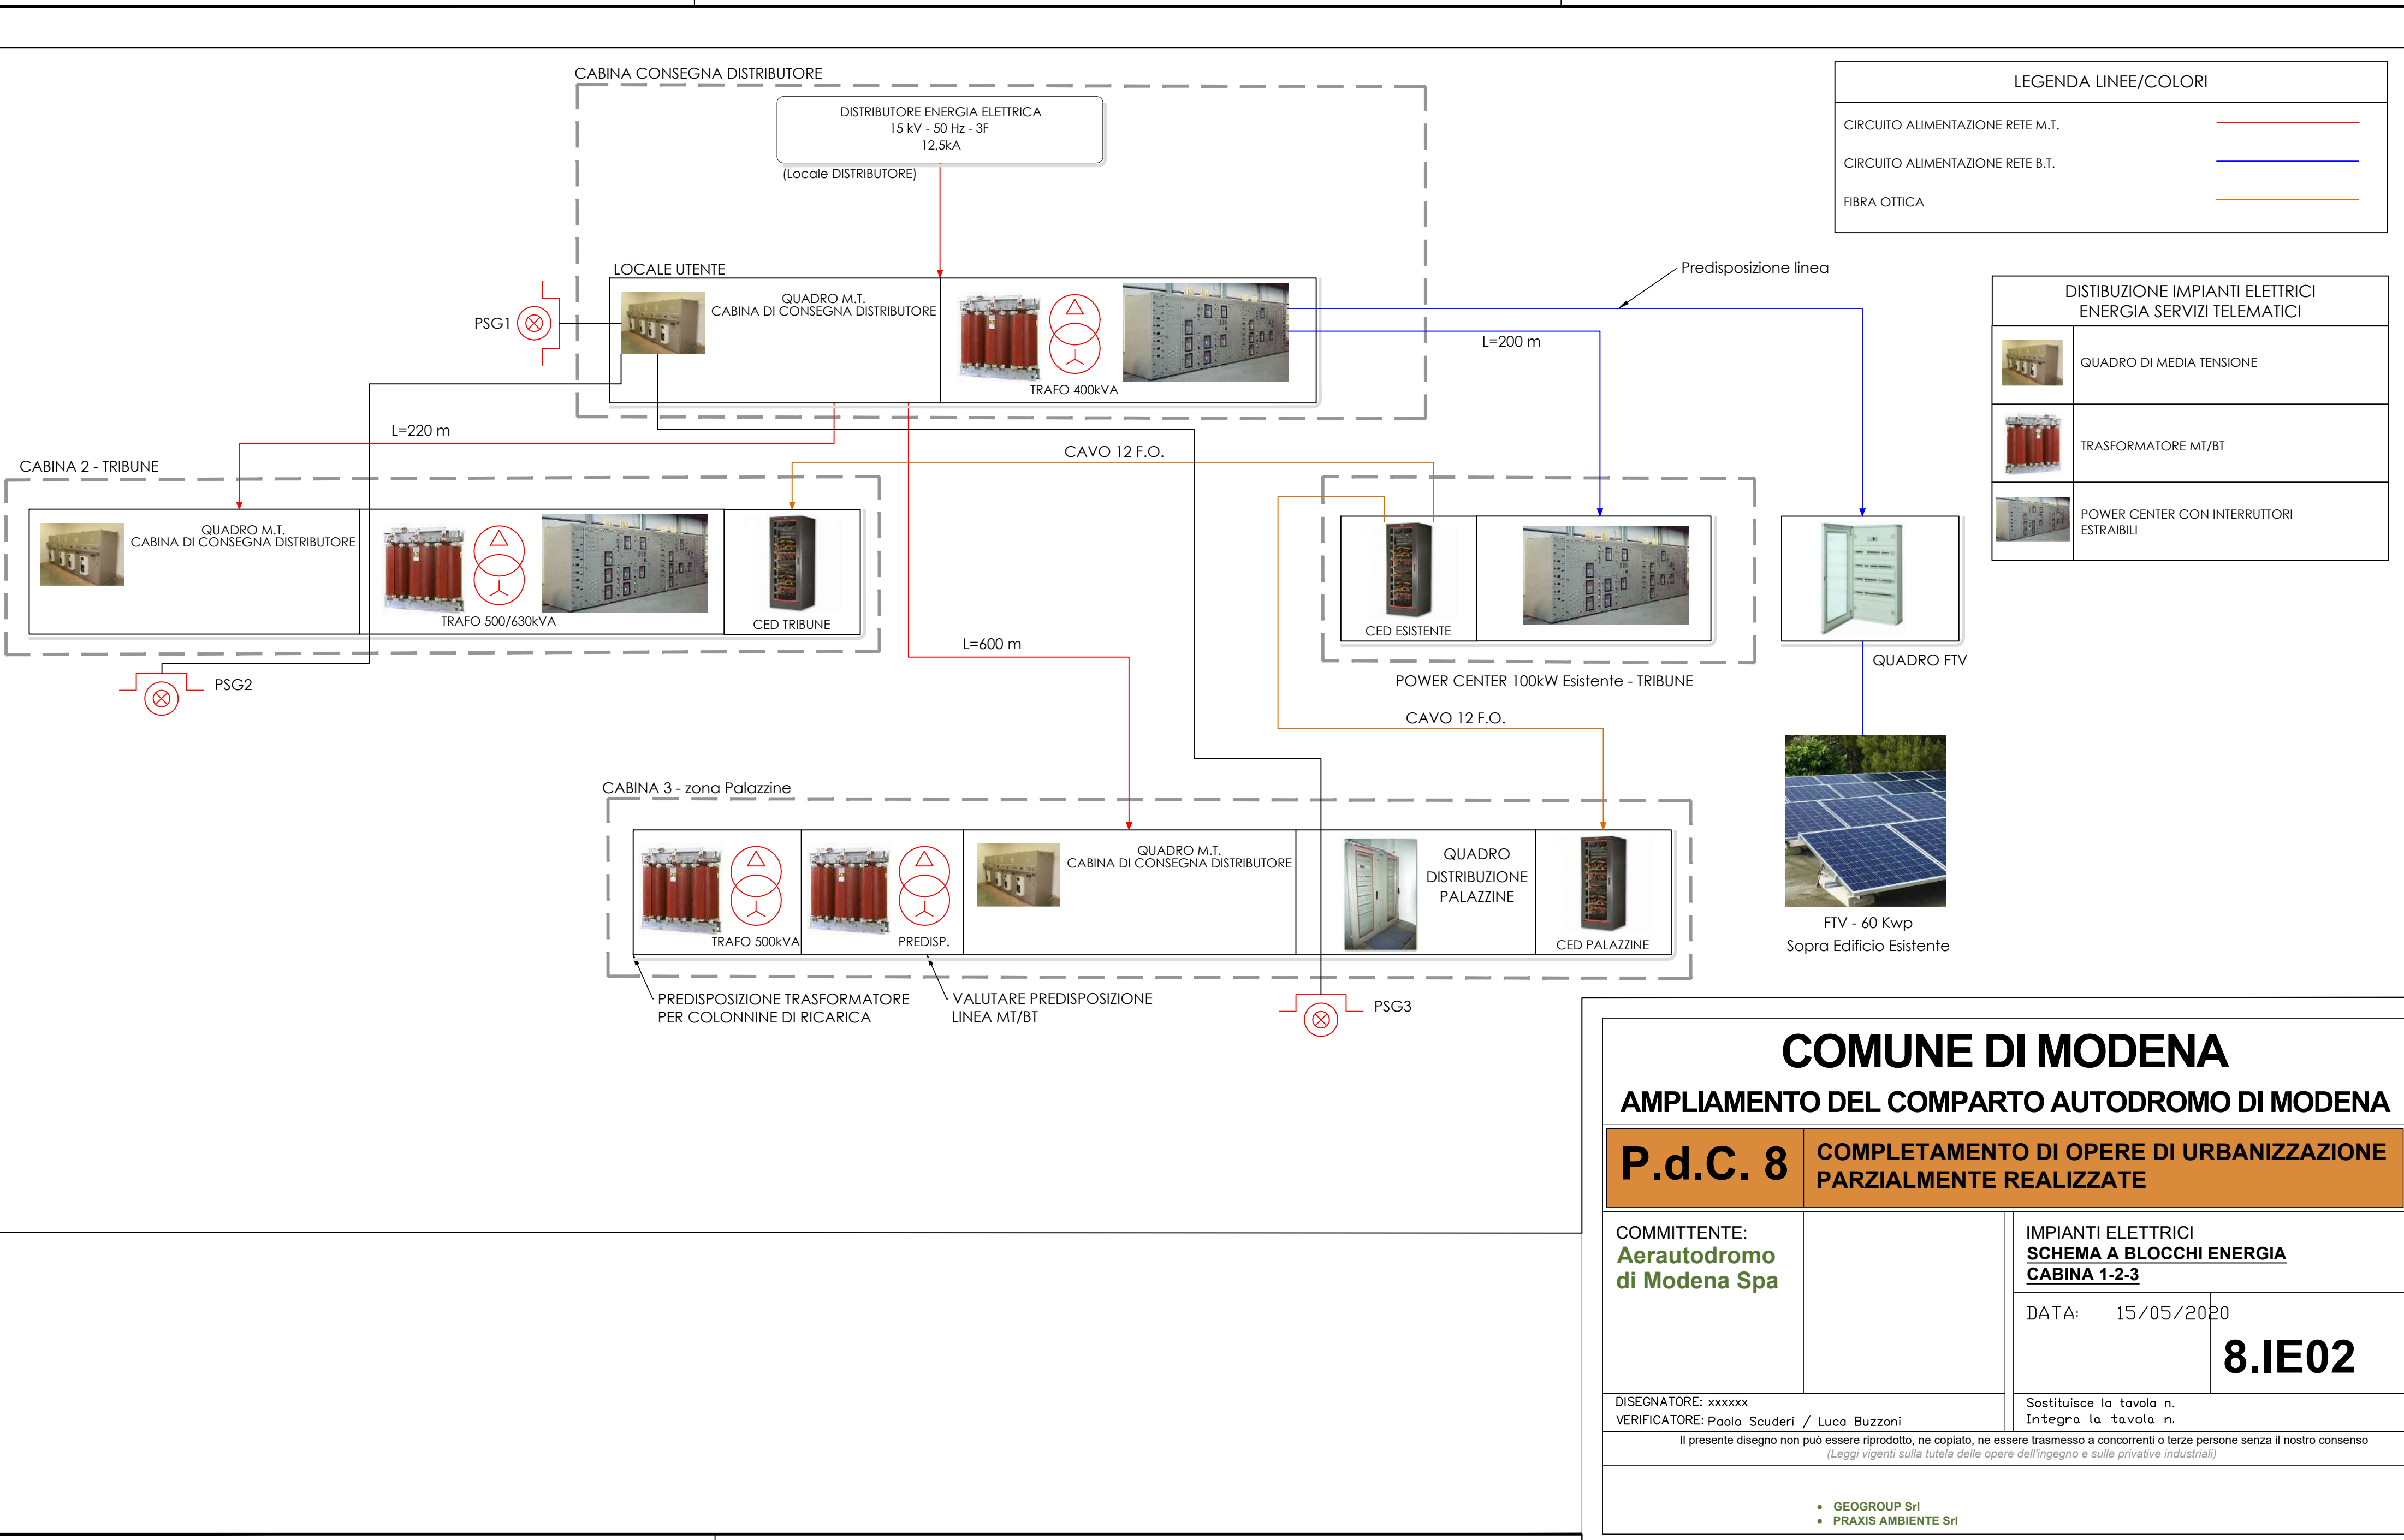 CABINA CONSEGNA DISTRIBUTORE
DISTRIBUTORE ENERGIA ELETTRICA
15 kV - 50 Hz - 3F
12,5kA
(Locale DISTRIBUTORE)
LEGENDA LINEE/COLORI
CIRCUITO ALIMENTAZIONE RETE M.T.
CIRCUITO ALIMENTAZIONE RETE B.T.
FIBRA OTTICA
LOCALE UTENTE
QUADRO M.T.
CABINA DI CONSEGNA DISTRIBUTORE
TRAFO 400kVA
PSG1
Predisposizione linea
L=200 m
DISTIBUZIONE IMPIANTI ELETTRICI
ENERGIA SERVIZI TELEMATICI
QUADRO DI MEDIA TENSIONE
TRASFORMATORE MT/BT
POWER CENTER CON INTERRUTTORI
ESTRAIBILI
L=220 m
CAVO 12 F.O.
CABINA 2 - TRIBUNE
QUADRO M.T.
CABINA DI CONSEGNA DISTRIBUTORE
TRAFO 500/630kVA
CED TRIBUNE
PSG2
L=600 m
CED ESISTENTE
POWER CENTER 100kW Esistente - TRIBUNE
QUADRO FTV
CAVO 12 F.O.
CABINA 3 - zona Palazzine
TRAFO 500kVA
PREDISP.
QUADRO M.T.
CABINA DI CONSEGNA DISTRIBUTORE
QUADRO
DISTRIBUZIONE
PALAZZINE
CED PALAZZINE
FTV - 60 Kwp
Sopra Edificio Esistente
PREDISPOSIZIONE TRASFORMATORE
PER COLONNINE DI RICARICA
VALUTARE PREDISPOSIZIONE
LINEA MT/BT
PSG3
COMUNE DI MODENA
AMPLIAMENTO DEL COMPARTO AUTODROMO DI MODENA
P.d.C. 8
COMPLETAMENTO DI OPERE DI URBANIZZAZIONE
PARZIALMENTE REALIZZATE
COMMITTENTE:
Aerautodromo
di Modena Spa
IMPIANTI ELETTRICI
SCHEMA A BLOCCHI ENERGIA
CABINA 1-2-3
DATA: 15/05/2020
8.IE02
DISEGNATORE: xxxxxx
VERIFICATORE: Paolo Scuderi / Luca Buzzoni
Sostituisce la tavola n.
Integra la tavola n.
Il presente disegno non può essere riprodotto, ne copiato, ne essere trasmesso a concorrenti o terze persone senza il nostro consenso
(Leggi vigenti sulla tutela delle opere dell'ingegno e sulle privative industriali)
• GEOGROUP Srl
• PRAXIS AMBIENTE Srl